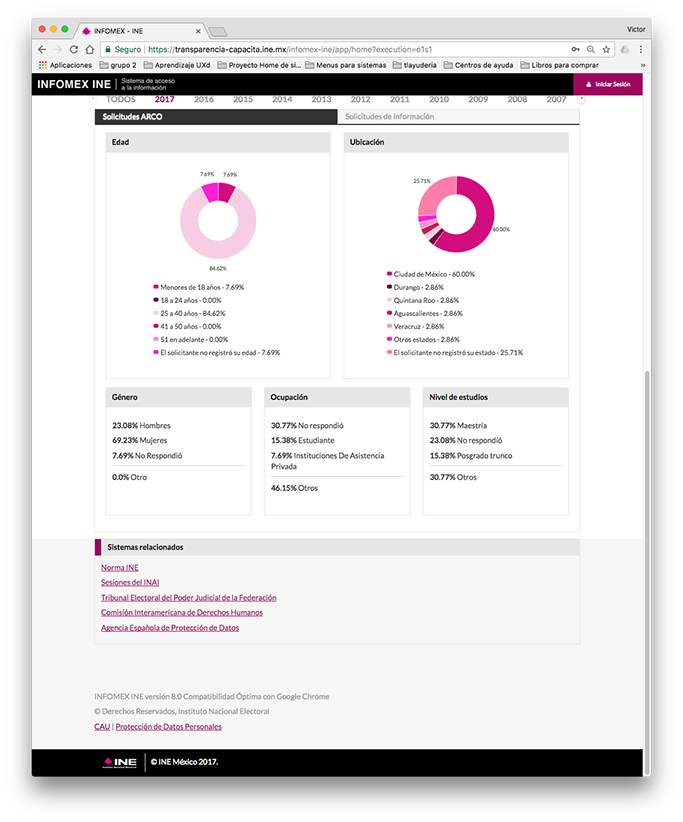 INFOMEX - INE
Victor
Seguro | https://transparencia-capacita.ine.mx/infomex-ine/app/home?execution=e1s1
Aplicaciones grupo 2 Aprendizaje UXd Proyecto Home de si... Menus para sistemas tlayuderia Centros de ayuda Libros para comprar »
INFOMEX INE Sistema de acceso
a la información
Iniciar Sesión
TODOS 2017 2016 2015 2014 2013 2012 2011 2010 2009 2008 2007
Solicitudes ARCO Solicitudes de Información
Edad
7.69% 7.69%
84.62%
Menores de 18 años - 7.69%
18 a 24 años - 0.00%
25 a 40 años - 84.62%
41 a 50 años - 0.00%
51 en adelante - 0.00%
El solicitante no registró su edad - 7.69%
Ubicación
25.71%
60.00%
Ciudad de México - 60.00%
Durango - 2.86%
Quintana Roo - 2.86%
Aguascalientes - 2.86%
Veracruz - 2.86%
Otros estados - 2.86%
El solicitante no registró su estado - 25.71%
Género
23.08% Hombres
69.23% Mujeres
7.69% No Respondió
0.0% Otro
Ocupación
30.77% No respondió
15.38% Estudiante
7.69% Instituciones De Asistencia
Privada
46.15% Otros
Nivel de estudios
30.77% Maestría
23.08% No respondió
15.38% Posgrado trunco
30.77% Otros
Sistemas relacionados
Norma INE
Sesiones del INAI
Tribunal Electoral del Poder Judicial de la Federación
Comisión Interamericana de Derechos Humanos
Agencia Española de Protección de Datos
INFOMEX INE versión 8.0 Compatibilidad Óptima con Google Chrome
© Derechos Reservados, Instituto Nacional Electoral
CAU | Protección de Datos Personales
INE
Instituto Nacional Electoral
© INE México 2017.